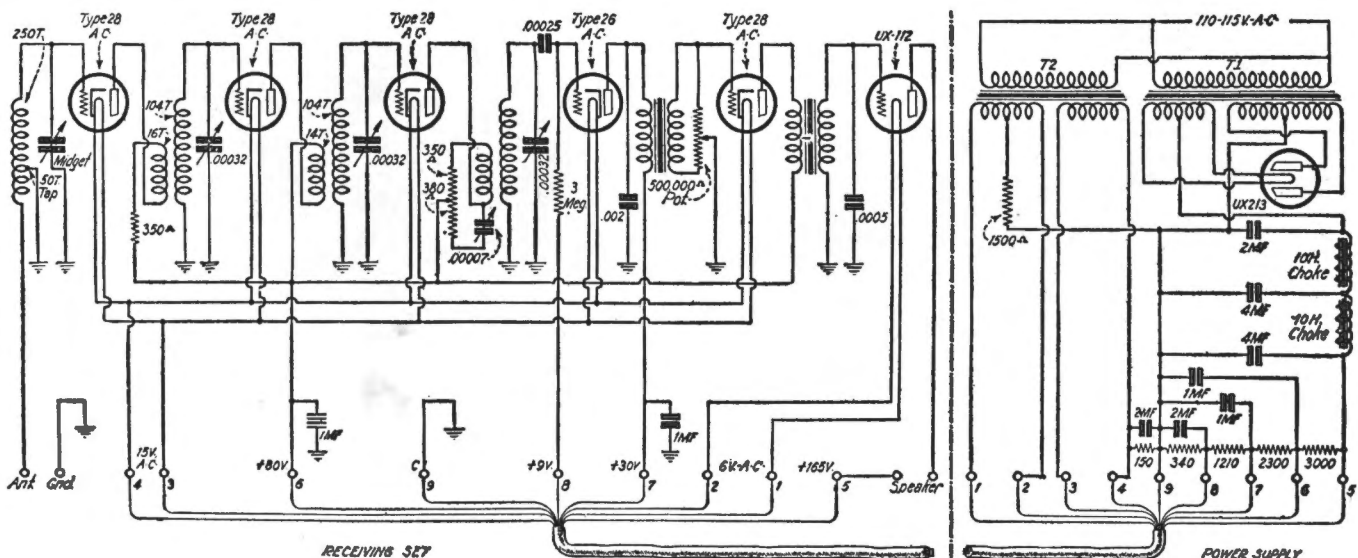 250T.
Type 28
A.C.
Type 28
A.C.
Type 28
A.C.
.00025
Type 26
A.C.
Type 28
A.C.
UX-112
Midget
50T
Tap
104T
16T
350Ω
.00032
104T
14T
.00032
350
380
.00007
.00032
3
Meg
.002
500,000Ω
Pot.
.0005
1MF
1MF
Ant
Gnd
15V.
A.C.
4
3
+80V
6
C
9
+9V.
8
+30V
7
6V.-A-C-
2
1
+165V
5
Speaker
RECEIVING SET
110-115V.-A-C-
T2
T1
UX213
1500Ω
2MF
10H.
Choke
4MF
10H.
Choke
4MF
1MF
1MF
2MF
2MF
150
340
1210
2300
3000
1
2
3
4
9
8
7
6
5
POWER SUPPLY